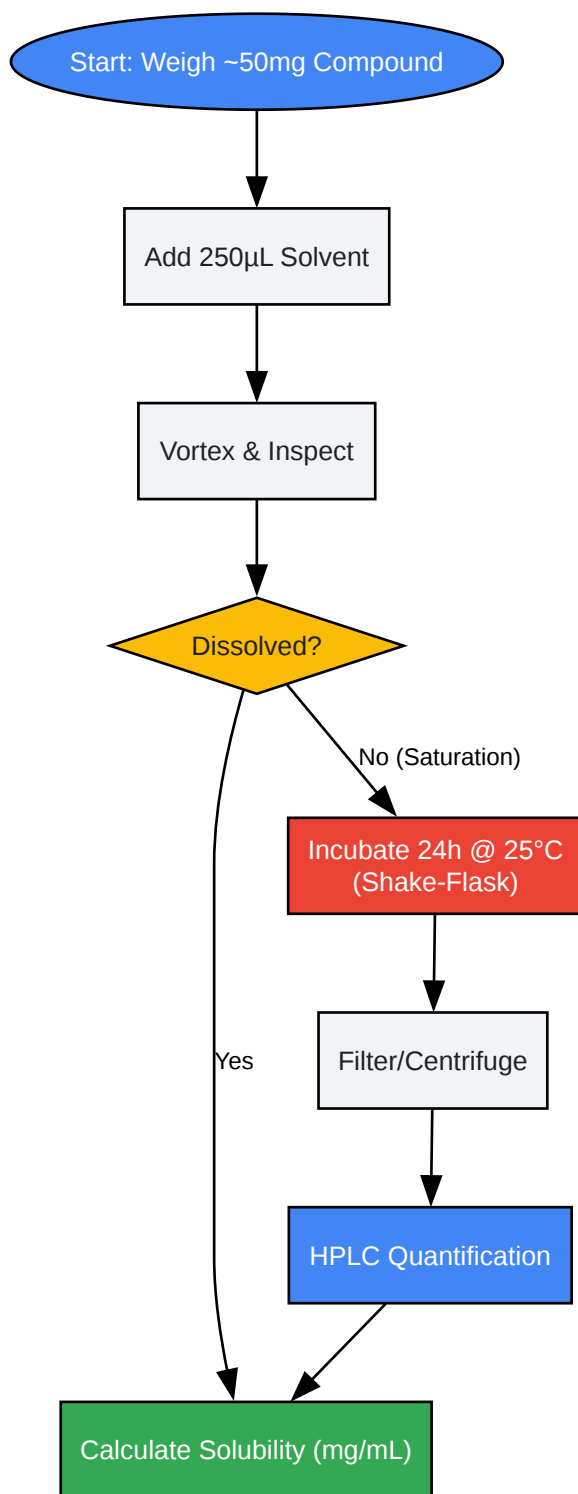 Start: Weigh ~50mg Compound
Add 250µL Solvent
Vortex & Inspect
Dissolved?
No (Saturation)
Incubate 24h @ 25°C
(Shake-Flask)
Yes
Filter/Centrifuge
HPLC Quantification
Calculate Solubility (mg/mL)